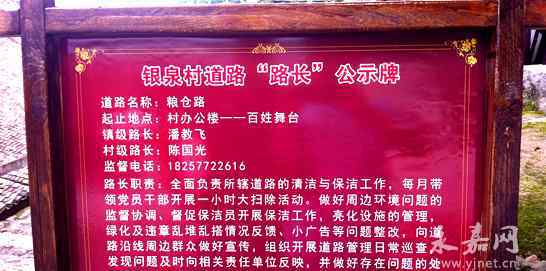 银泉村道路“路长”公示牌
道路名称：粮仓路
起止地点：村办公楼——百姓舞台
镇级路长：潘教飞
村级路长：陈国光
监督电话：18257722616
路长职责：全面负责所辖道路的清洁与保洁工作，每月带
领党员干部开展一小时大扫除活动。做好周边环境问题的
监督协调、督促保洁员开展保洁工作，亮化设施的管理，
绿化及违章乱堆乱搭情况反馈、小广告等问题整改，向道
路沿线周边群众做好宣传，组织开展道路管理日常巡查，
发现问题及时向相关责任单位反映，并做好存在问题的处
永嘉网
www.yjnet.cn